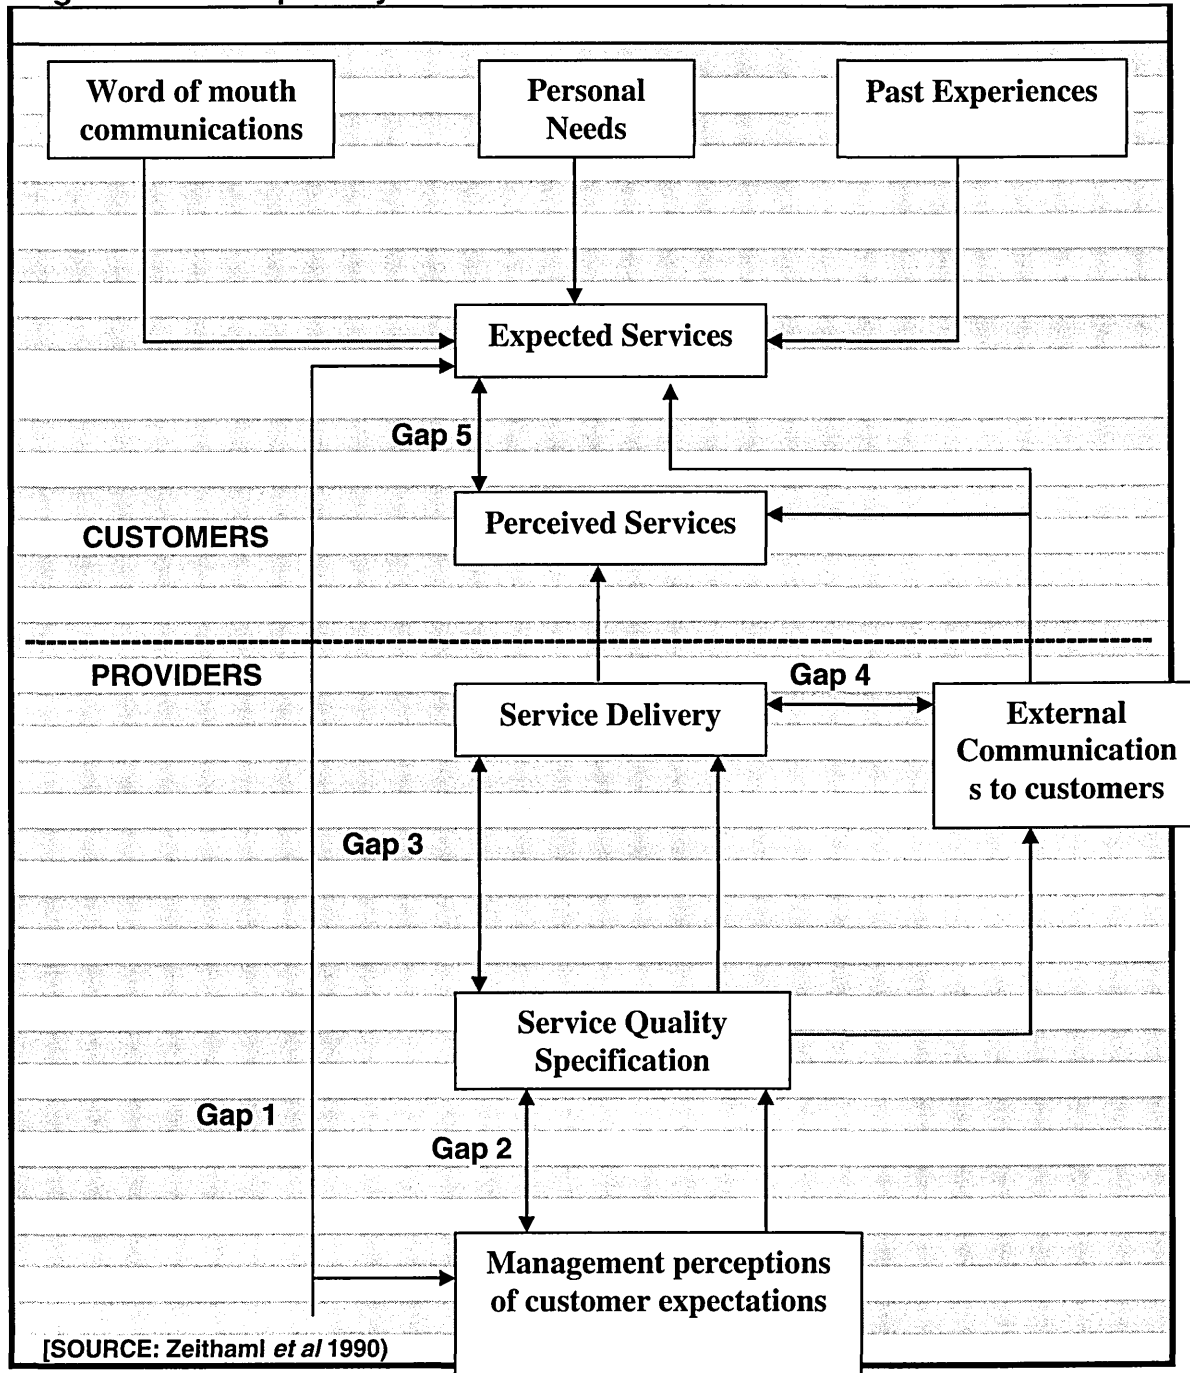 Word of mouth
communications
Personal
Needs
Past Experiences
Expected Services
Gap 5
Perceived Services
CUSTOMERS
PROVIDERS
Gap 4
Service Delivery
External
Communication
s to customers
Gap 3
Service Quality
Specification
Gap 1
Gap 2
Management perceptions
of customer expectations
[SOURCE: Zeithaml et al 1990)